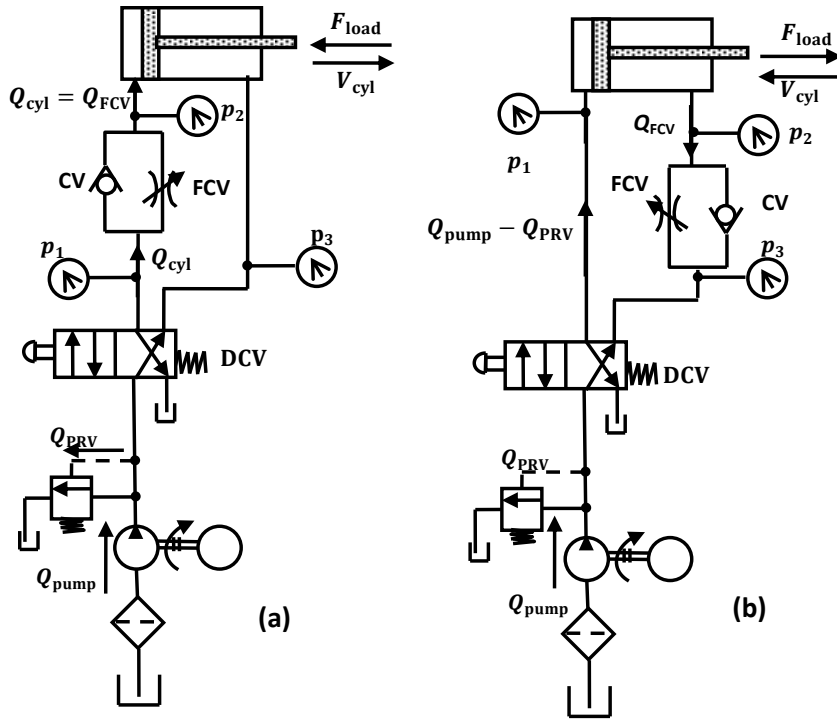 F_load
V_cyl
Q_cyl = Q_FCV
p_2
CV
FCV
p_1
Q_cyl
p_3
DCV
Q_PRV
Q_pump
(a)
F_load
V_cyl
Q_FCV
p_1
p_2
FCV
CV
Q_pump − Q_PRV
p_3
DCV
Q_PRV
Q_pump
(b)